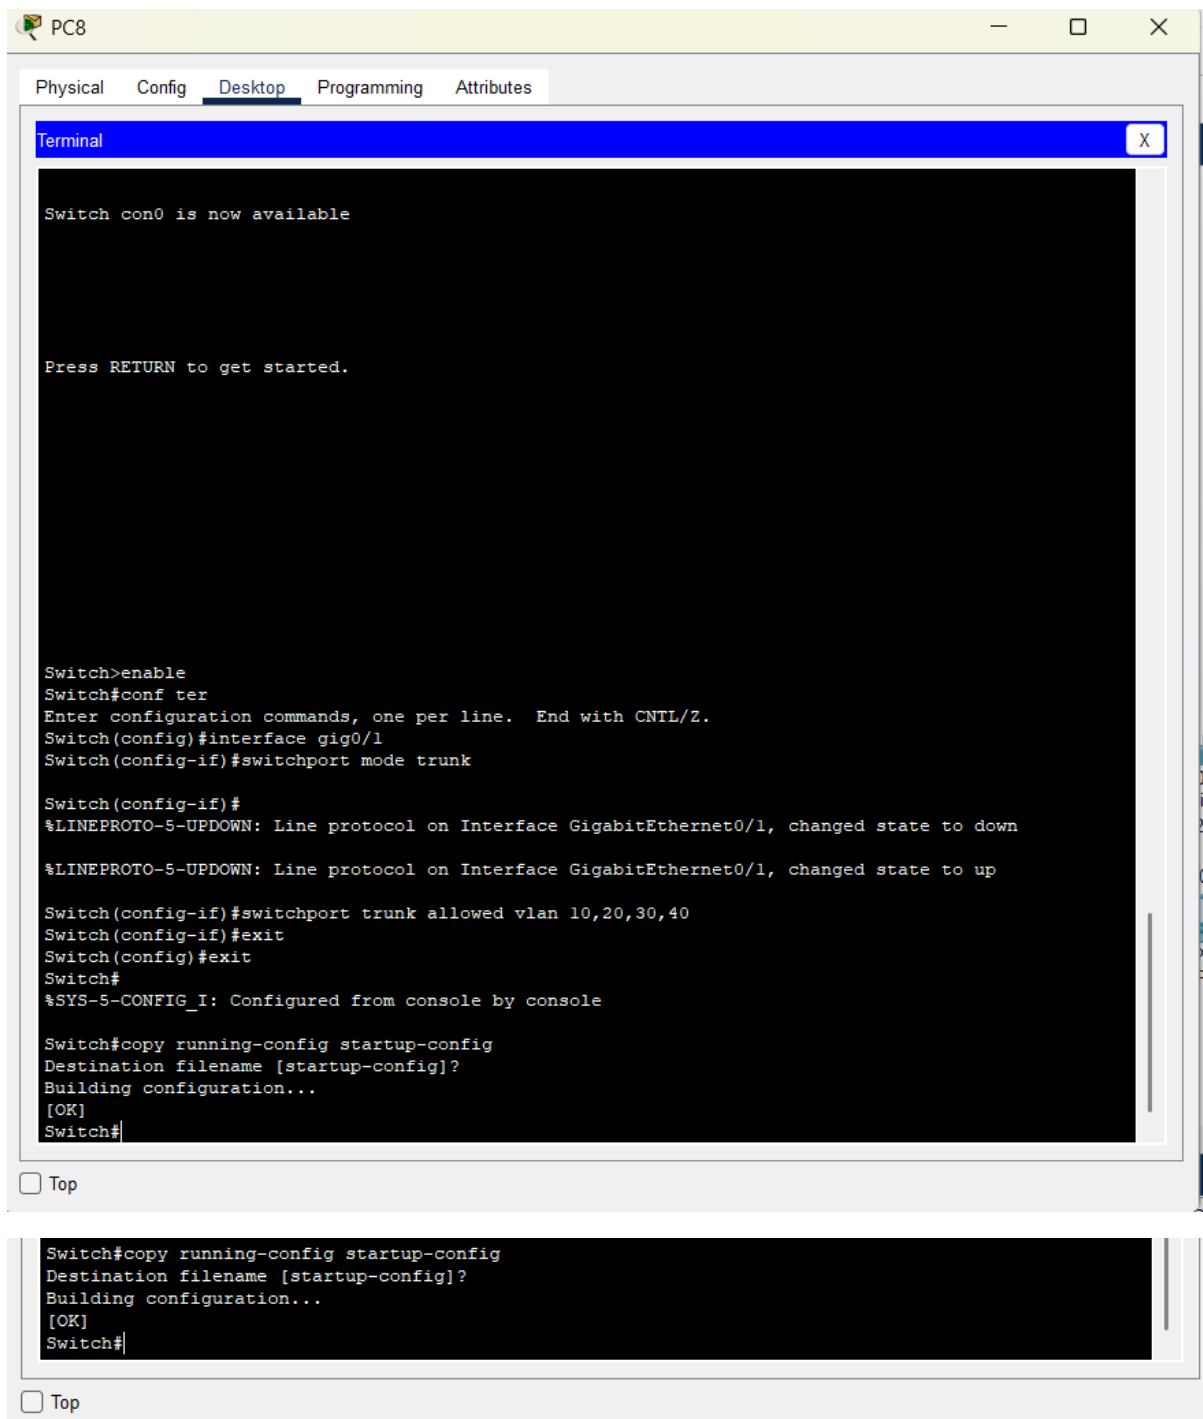 PC8
Physical Config Desktop Programming Attributes
Terminal
X
Switch con0 is now available
Press RETURN to get started.
Switch>enable
Switch#conf ter
Enter configuration commands, one per line.  End with CNTL/Z.
Switch(config)#interface gig0/1
Switch(config-if)#switchport mode trunk
Switch(config-if)#
%LINEPROTO-5-UPDOWN: Line protocol on Interface GigabitEthernet0/1, changed state to down
%LINEPROTO-5-UPDOWN: Line protocol on Interface GigabitEthernet0/1, changed state to up
Switch(config-if)#switchport trunk allowed vlan 10,20,30,40
Switch(config-if)#exit
Switch(config)#exit
Switch#
%SYS-5-CONFIG_I: Configured from console by console
Switch#copy running-config startup-config
Destination filename [startup-config]?
Building configuration...
[OK]
Switch#
Top
Switch#copy running-config startup-config
Destination filename [startup-config]?
Building configuration...
[OK]
Switch#
Top